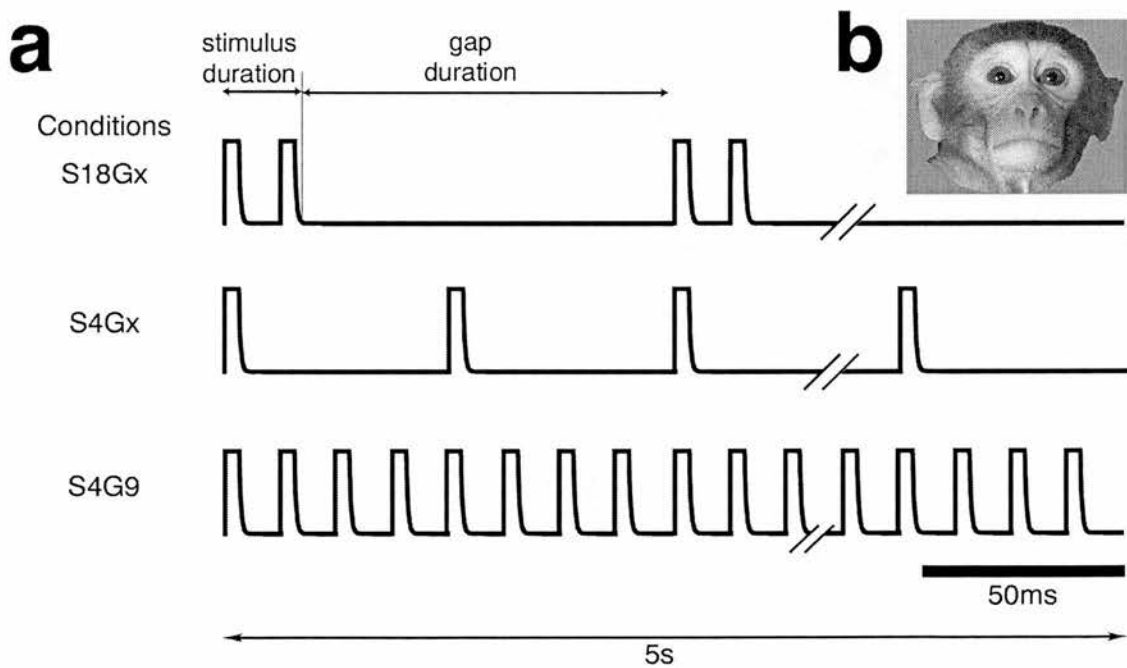 a
stimulus
duration
gap
duration
b
Conditions
S18Gx
S4Gx
S4G9
50ms
5s